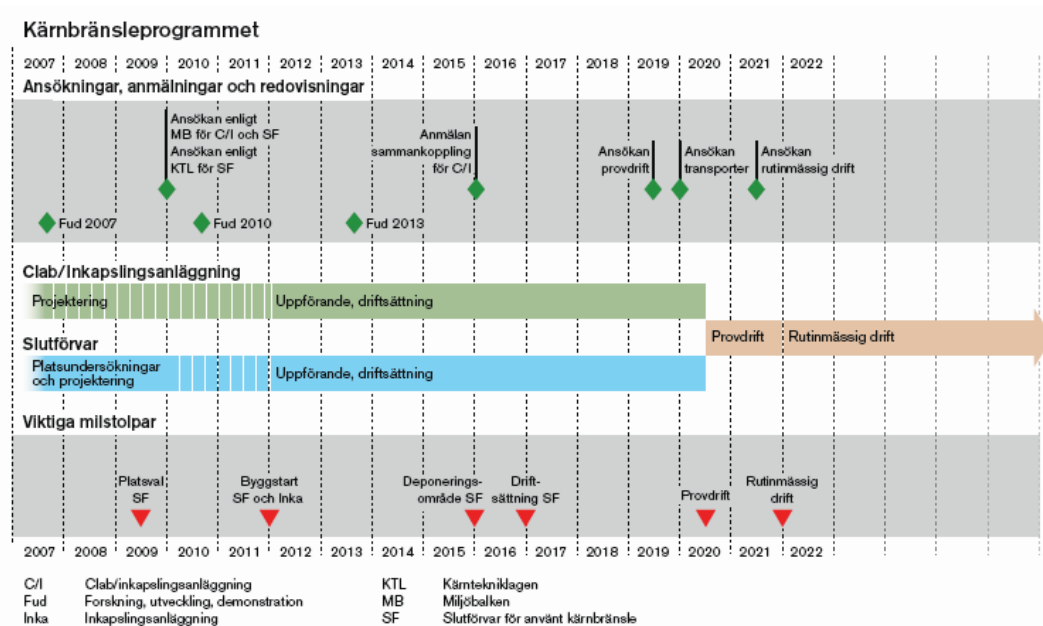 Kärnbränsleprogrammet
2007 2008 2009 2010 2011 2012 2013 2014 2015 2016 2017 2018 2019 2020 2021 2022
Ansökningar, anmälningar och redovisningar
Ansökan enligt
MB för C/I och SF
Ansökan enligt
KTL för SF
Anmälan
sammankoppling
för C/I
Ansökan
provdrift
Ansökan
transporter
Ansökan
rutinmässig drift
Fud 2007
Fud 2010
Fud 2013
Clab/Inkapslingsanläggning
Projektering
Uppförande, driftsättning
Provdrift
Rutinmässig drift
Slutförvar
Platsundersökningar
och projektering
Uppförande, driftsättning
Viktiga milstolpar
Platsval
SF
Byggstart
SF och Inka
Deponerings-
område SF
Drift-
sättning SF
Provdrift
Rutinmässig
drift
2007 2008 2009 2010 2011 2012 2013 2014 2015 2016 2017 2018 2019 2020 2021 2022
C/I Clab/inkapslingsanläggning
Fud Forskning, utveckling, demonstration
Inka Inkapslingsanläggning
KTL Kärntekniklagen
MB Miljöbalken
SF Slutförvar för använt kärnbränsle